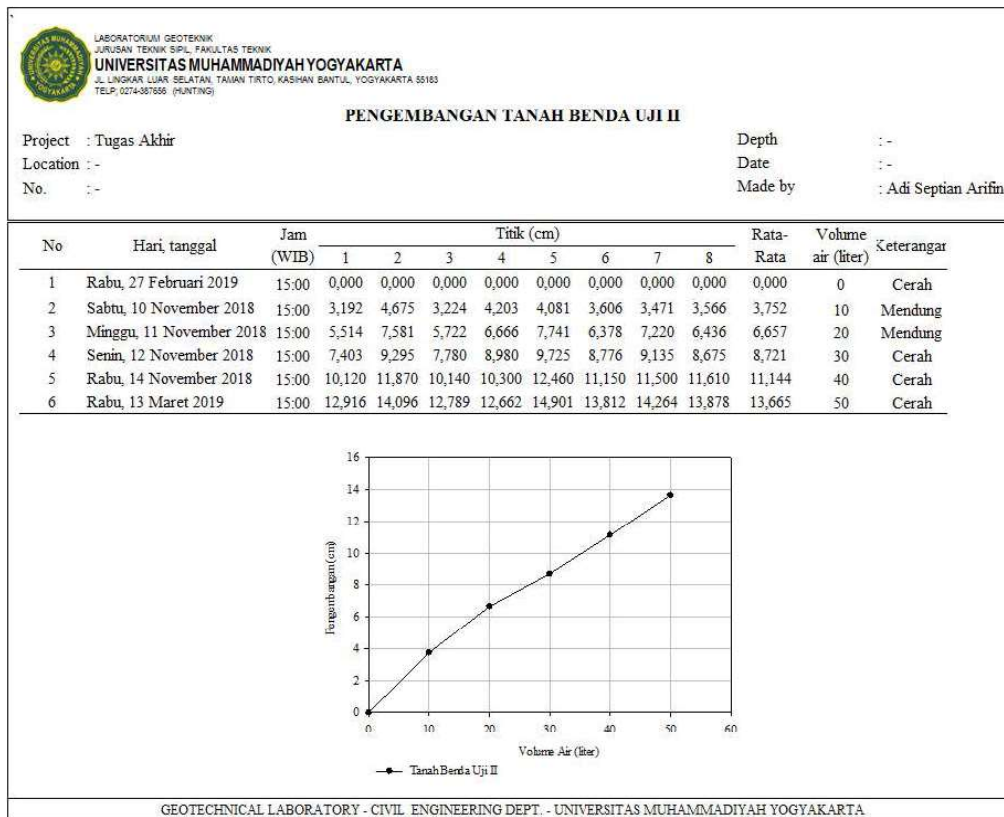 LABORATORIUM GEOTEKNIK
JURUSAN TEKNIK SIPIL, FAKULTAS TEKNIK
UNIVERSITAS MUHAMMADIYAH YOGYAKARTA
JL. LINGKAR LUAR SELATAN, TAMAN TIRTO, KASIHAN BANTUL, YOGYAKARTA 55183
TELP, 0274-387656 (HUNTING)
PENGEMBANGAN TANAH BENDA UJI II
Project : Tugas Akhir Depth : -
Location : - Date : -
No. : - Made by : Adi Septian Arifin
No Hari, tanggal Jam (WIB) Titik (cm) Rata-Rata Volume air (liter) Keterangan
1 2 3 4 5 6 7 8
1 Rabu, 27 Februari 2019 15:00 0,000 0,000 0,000 0,000 0,000 0,000 0,000 0,000 0,000 0 Cerah
2 Sabtu, 10 November 2018 15:00 3,192 4,675 3,224 4,203 4,081 3,606 3,471 3,566 3,752 10 Mendung
3 Minggu, 11 November 2018 15:00 5,514 7,581 5,722 6,666 7,741 6,378 7,220 6,436 6,657 20 Mendung
4 Senin, 12 November 2018 15:00 7,403 9,295 7,780 8,980 9,725 8,776 9,135 8,675 8,721 30 Cerah
5 Rabu, 14 November 2018 15:00 10,120 11,870 10,140 10,300 12,460 11,150 11,500 11,610 11,144 40 Cerah
6 Rabu, 13 Maret 2019 15:00 12,916 14,096 12,789 12,662 14,901 13,812 14,264 13,878 13,665 50 Cerah
Pengembangan (cm)
16
14
12
10
8
6
4
2
0
0 10 20 30 40 50 60
Volume Air (liter)
Tanah Benda Uji II
GEOTECHNICAL LABORATORY - CIVIL ENGINEERING DEPT. - UNIVERSITAS MUHAMMADIYAH YOGYAKARTA